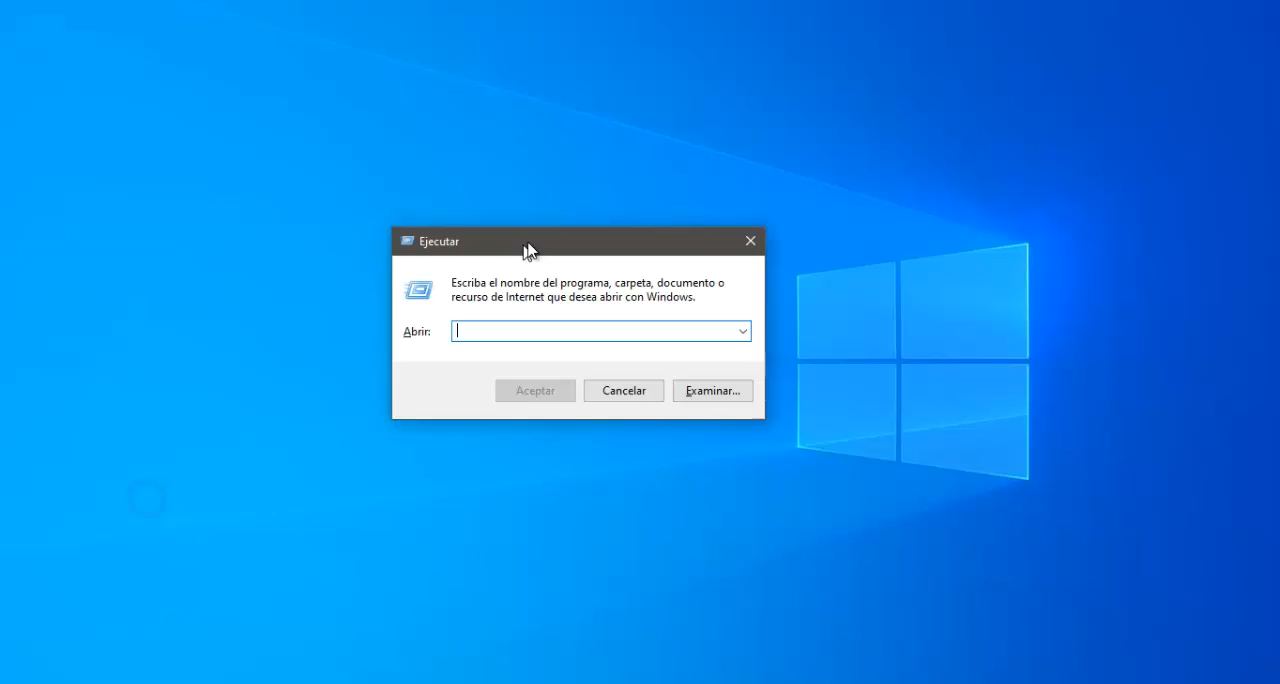 Ejecutar
Escriba el nombre del programa, carpeta, documento o
recurso de Internet que desea abrir con Windows.
Abrir:
Aceptar Cancelar Examinar...